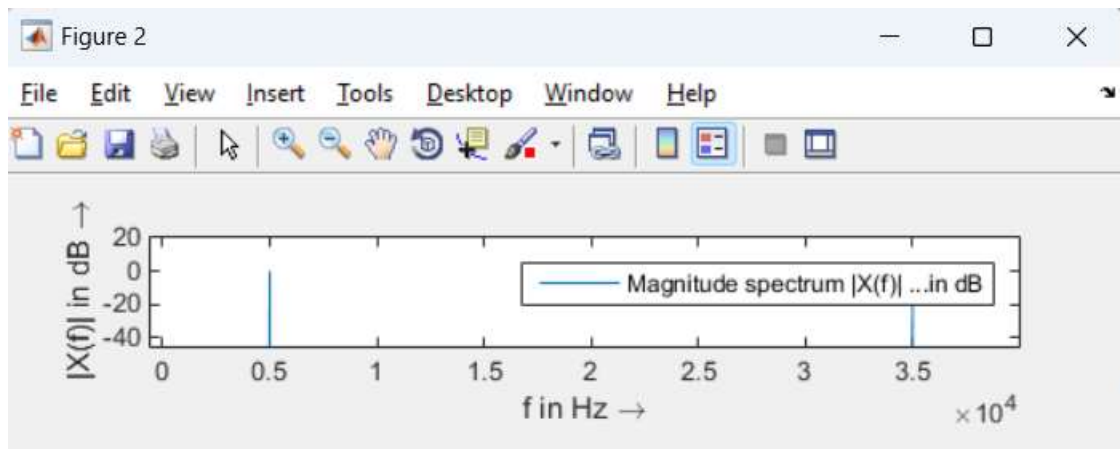 Figure 2
File Edit View Insert Tools Desktop Window Help
|X(f)| in dB →
20
0
-20
-40
Magnitude spectrum |X(f)| ...in dB
0 0.5 1 1.5 2 2.5 3 3.5
f in Hz →
×10⁴